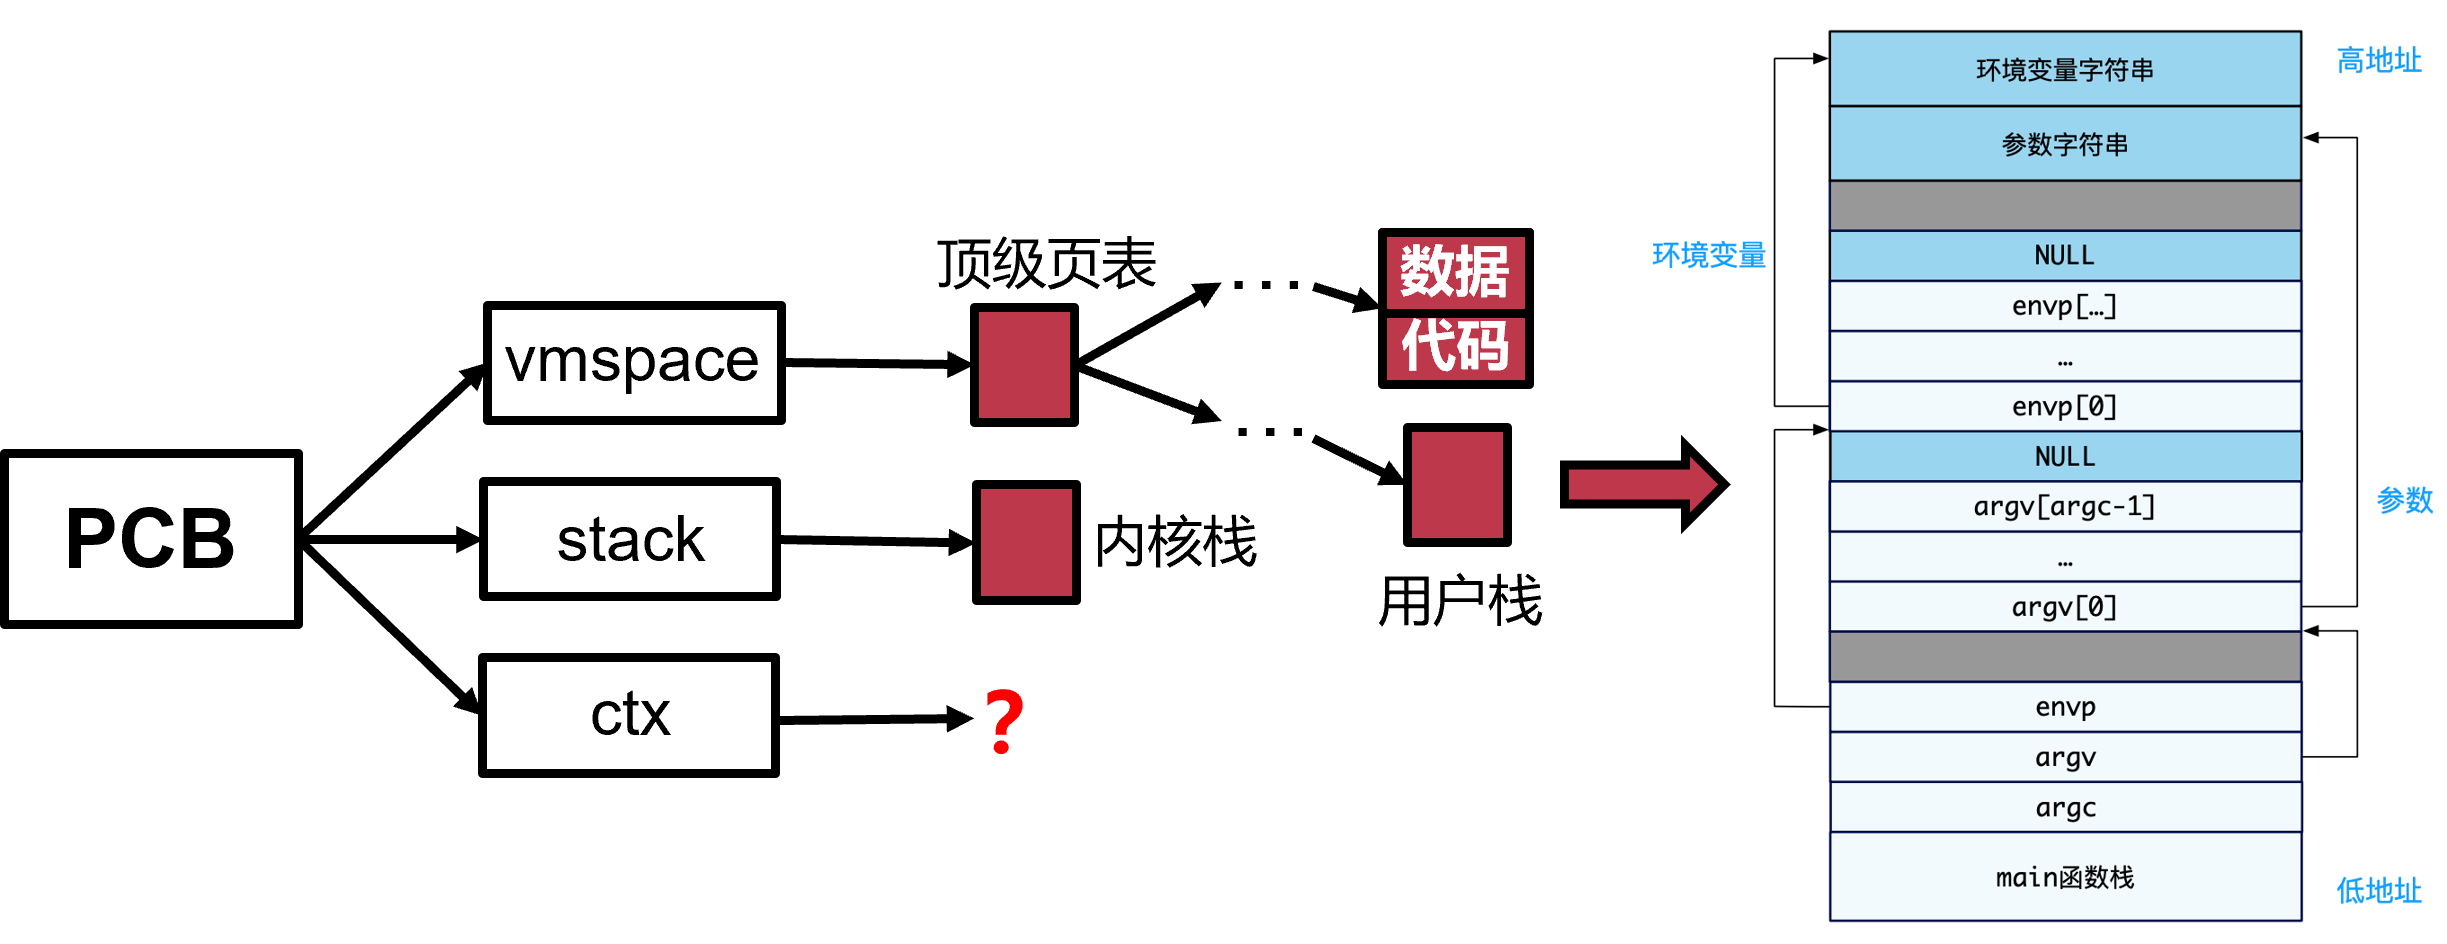 PCB
vmspace
stack
ctx
顶级页表
内核栈
?
...
...
数据
代码
用户栈
环境变量
高地址
环境变量字符串
参数字符串
NULL
envp[…]
…
envp[0]
NULL
argv[argc-1]
…
argv[0]
envp
argv
argc
main函数栈
参数
低地址